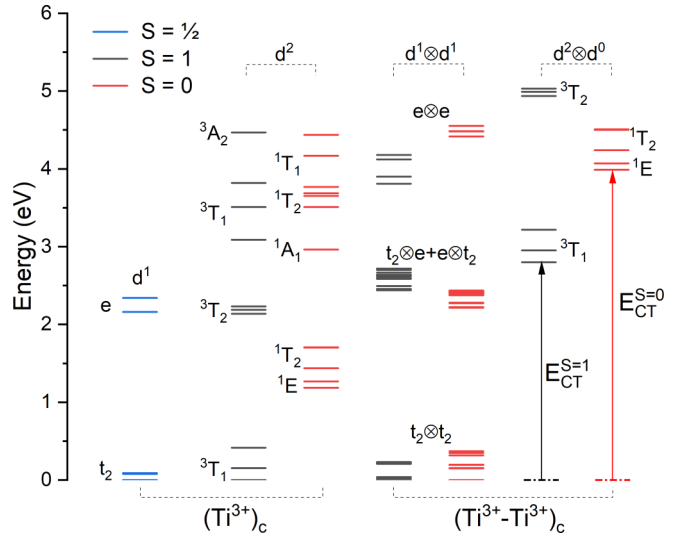 6
5
4
3
2
1
0
Energy (eV)
S = ½
S = 1
S = 0
d¹
e
t₂
d²
³A₂
³T₁
³T₂
³T₁
¹T₁
¹T₂
¹A₁
¹T₂
¹E
(Ti³⁺)c
d¹⊗d¹
e⊗e
t₂⊗e+e⊗t₂
t₂⊗t₂
d²⊗d⁰
³T₂
³T₁
¹T₂
¹E
E_CT^S=1
E_CT^S=0
(Ti³⁺-Ti³⁺)c